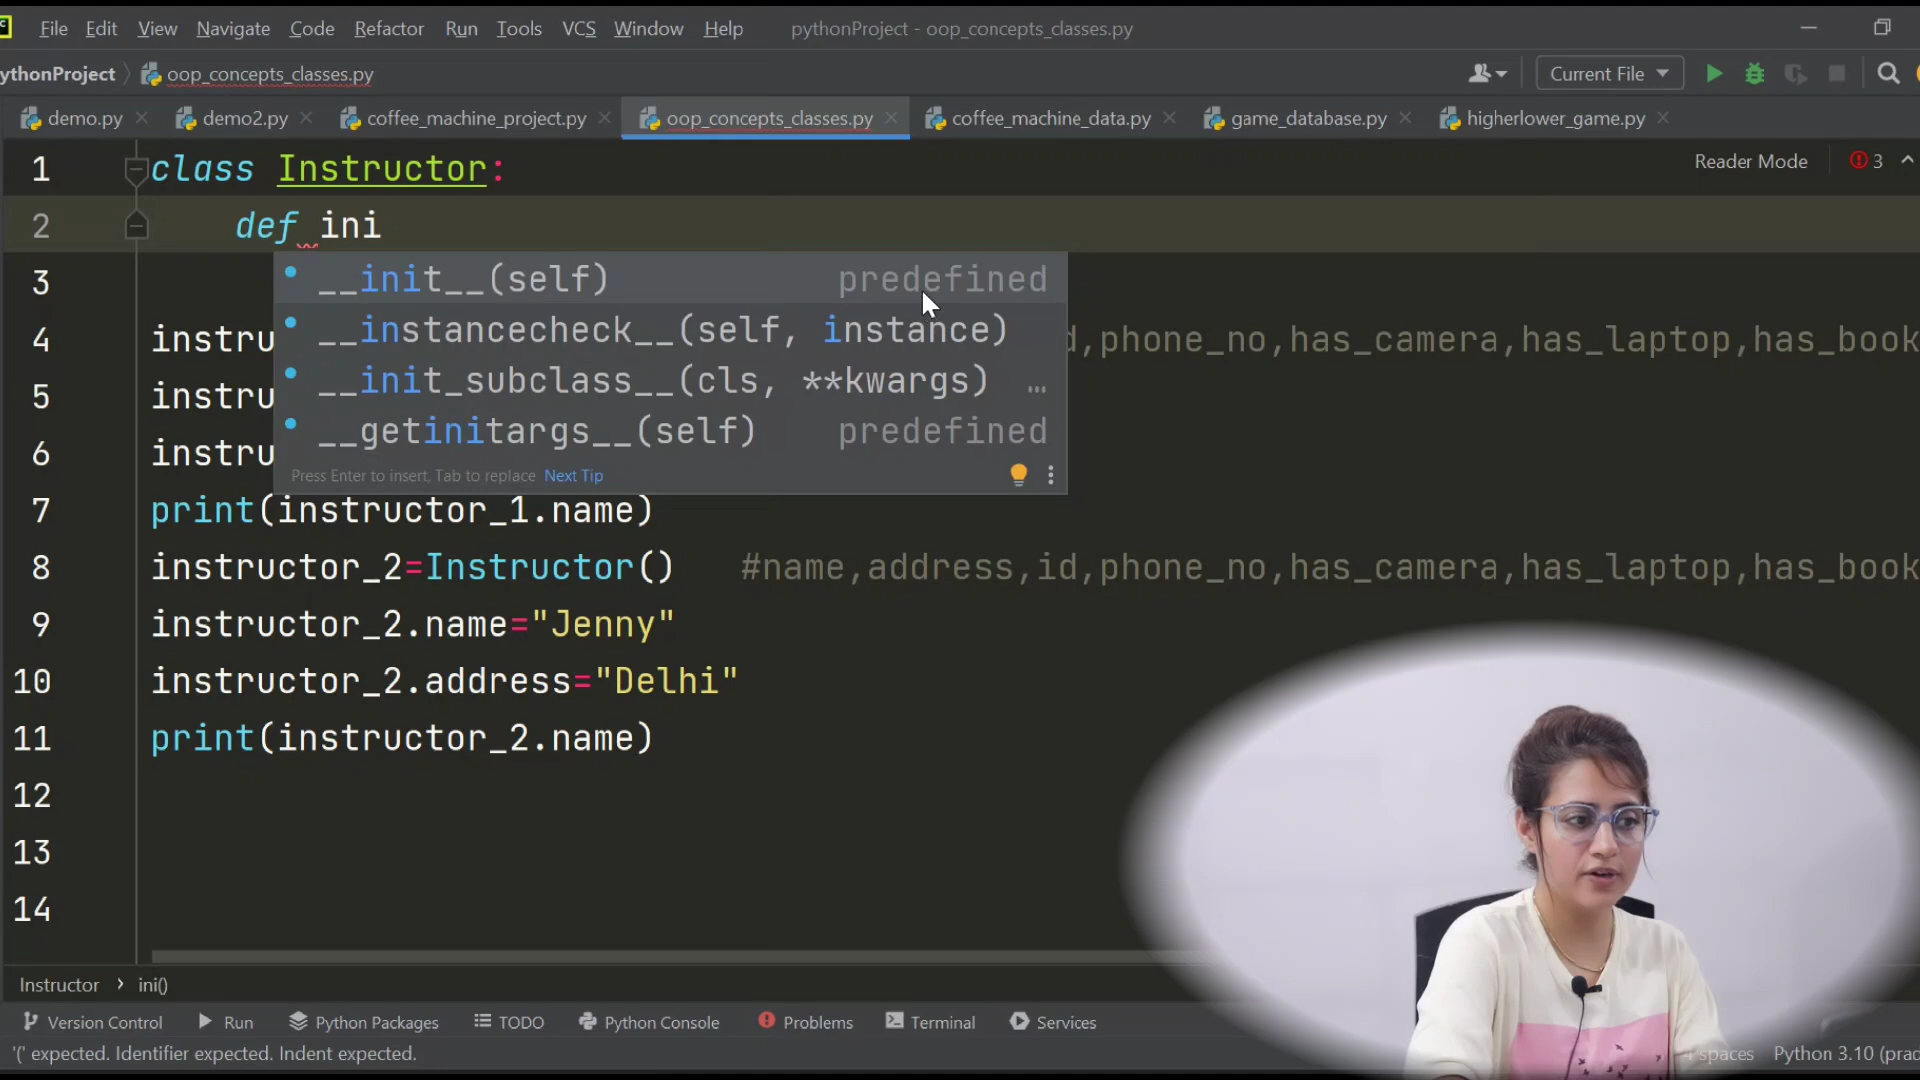 File Edit View Navigate Code Refactor Run Tools VCS Window Help pythonProject - oop_concepts_classes.py
ythonProject oop_concepts_classes.py Current File
demo.py demo2.py coffee_machine_project.py oop_concepts_classes.py coffee_machine_data.py game_database.py higherlower_game.py
1 class Instructor: Reader Mode 3
2 def ini
__init__(self) predefined
3
__instancecheck__(self, instance)
4 instru d,phone_no,has_camera,has_laptop,has_book
__init_subclass__(cls, **kwargs) …
5 instru
__getinitargs__(self) predefined
6 instru
Press Enter to insert, Tab to replace Next Tip
7 print(instructor_1.name)
8 instructor_2=Instructor() #name,address,id,phone_no,has_camera,has_laptop,has_book
9 instructor_2.name="Jenny"
10 instructor_2.address="Delhi"
11 print(instructor_2.name)
12
13
14
Instructor › ini()
Version Control Run Python Packages TODO Python Console Problems Terminal Services
'(' expected. Identifier expected. Indent expected. spaces Python 3.10 (prad